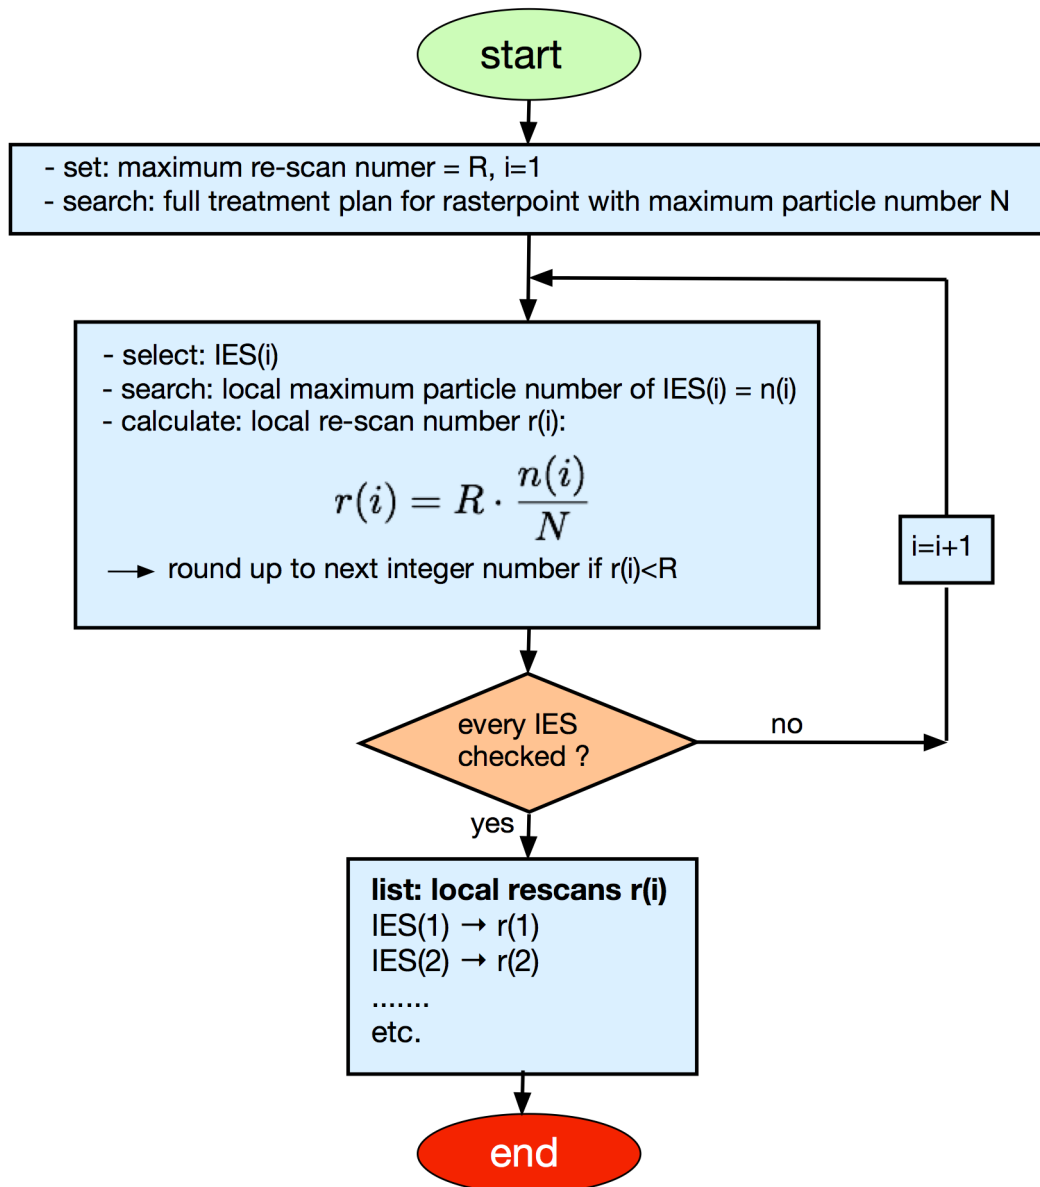 start
- set: maximum re-scan numer = R, i=1
- search: full treatment plan for rasterpoint with maximum particle number N
- select: IES(i)
- search: local maximum particle number of IES(i) = n(i)
- calculate: local re-scan number r(i):
r(i) = R · n(i)/N
→ round up to next integer number if r(i)<R
i=i+1
every IES
checked ?
no
yes
list: local rescans r(i)
IES(1) → r(1)
IES(2) → r(2)
.......
etc.
end